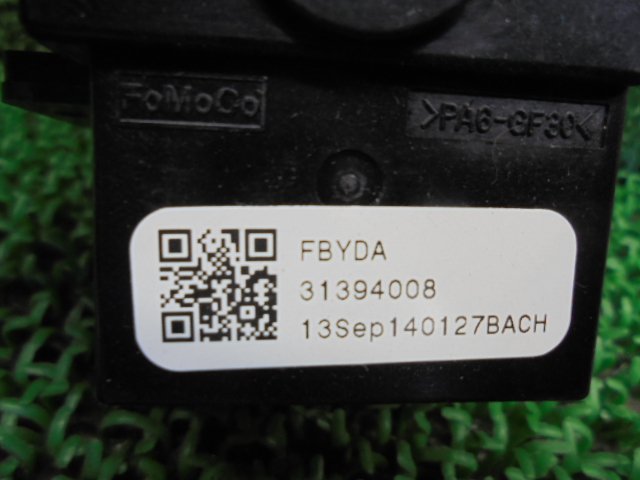 FoMoCo
>PA6-GF30<
FBYDA
31394008
13Sep140127BACH